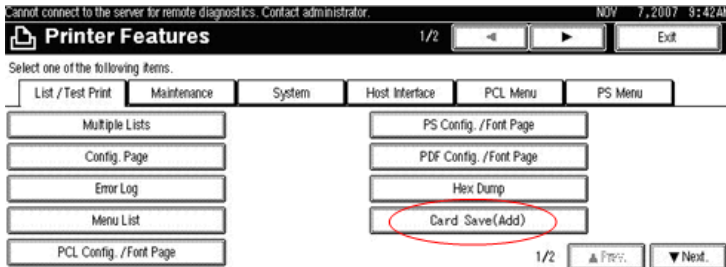 Cannot connect to the server for remote diagnostics. Contact administrator. NOV 7,2007 9:42AM
Printer Features 1/2 ◀ ▶ Exit
Select one of the following items.
List /Test Print Maintenance System Host Interface PCL Menu PS Menu
Multiple Lists PS Config. /Font Page
Config. Page PDF Config. /Font Page
Error Log Hex Dump
Menu List Card Save(Add)
PCL Config. /Font Page 1/2 ▲Prev. ▼Next.